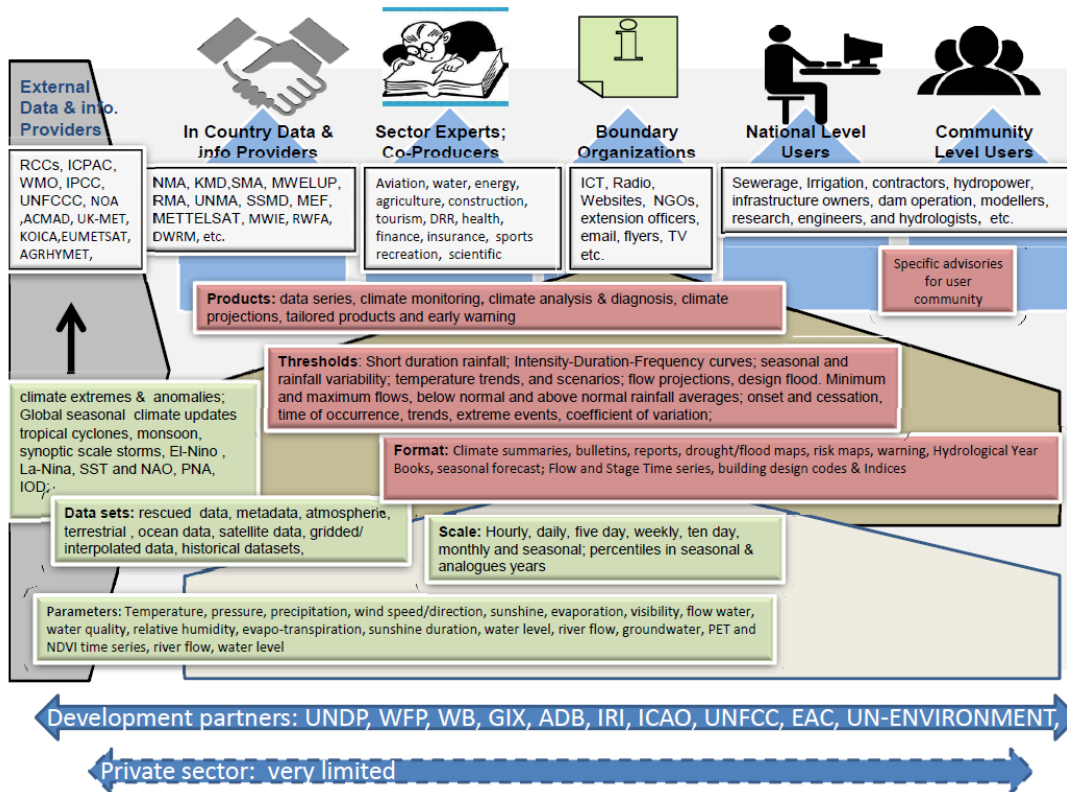 External
Data & info.
Providers
In Country Data &
info Providers
Sector Experts;
Co-Producers
Boundary
Organizations
National Level
Users
Community
Level Users
RCCs, ICPAC,
WMO, IPCC,
UNFCCC, NOA
,ACMAD, UK-MET,
KOICA,EUMETSAT,
AGRHYMET,
NMA, KMD,SMA, MWELUP,
RMA, UNMA, SSMD, MEF,
METTELSAT, MWIE, RWFA,
DWRM, etc.
Aviation, water, energy,
agriculture, construction,
tourism, DRR, health,
finance, insurance, sports
recreation, scientific
ICT, Radio,
Websites, NGOs,
extension officers,
email, flyers, TV
etc.
Sewerage, Irrigation, contractors, hydropower,
infrastructure owners, dam operation, modellers,
research, engineers, and hydrologists, etc.
Specific advisories
for user
community
Products: data series, climate monitoring, climate analysis & diagnosis, climate
projections, tailored products and early warning
Thresholds: Short duration rainfall; Intensity-Duration-Frequency curves; seasonal and
rainfall variability; temperature trends, and scenarios; flow projections, design flood. Minimum
and maximum flows, below normal and above normal rainfall averages; onset and cessation,
time of occurrence, trends, extreme events, coefficient of variation;
climate extremes & anomalies;
Global seasonal climate updates
tropical cyclones, monsoon,
synoptic scale storms, El-Nino ,
La-Nina, SST and NAO, PNA,
IOD;
Format: Climate summaries, bulletins, reports, drought/flood maps, risk maps, warning, Hydrological Year
Books, seasonal forecast; Flow and Stage Time series, building design codes & Indices
Data sets: rescued data, metadata, atmospheric,
terrestrial , ocean data, satellite data, gridded/
interpolated data, historical datasets,
Scale: Hourly, daily, five day, weekly, ten day,
monthly and seasonal; percentiles in seasonal &
analogues years
Parameters: Temperature, pressure, precipitation, wind speed/direction, sunshine, evaporation, visibility, flow water,
water quality, relative humidity, evapo-transpiration, sunshine duration, water level, river flow, groundwater, PET and
NDVI time series, river flow, water level
Development partners: UNDP, WFP, WB, GIX, ADB, IRI, ICAO, UNFCC, EAC, UN-ENVIRONMENT,
Private sector: very limited